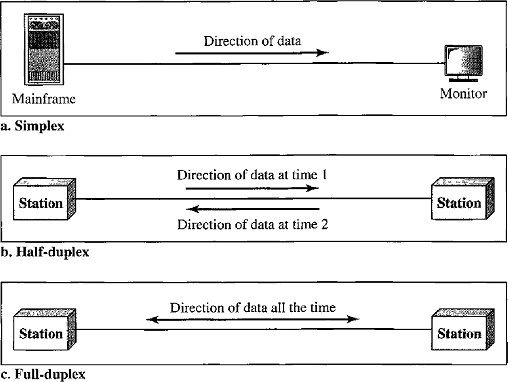 Direction of data
Mainframe
Monitor
a. Simplex
Direction of data at time 1
Station
Station
Direction of data at time 2
b. Half-duplex
Direction of data all the time
Station
Station
c. Full-duplex